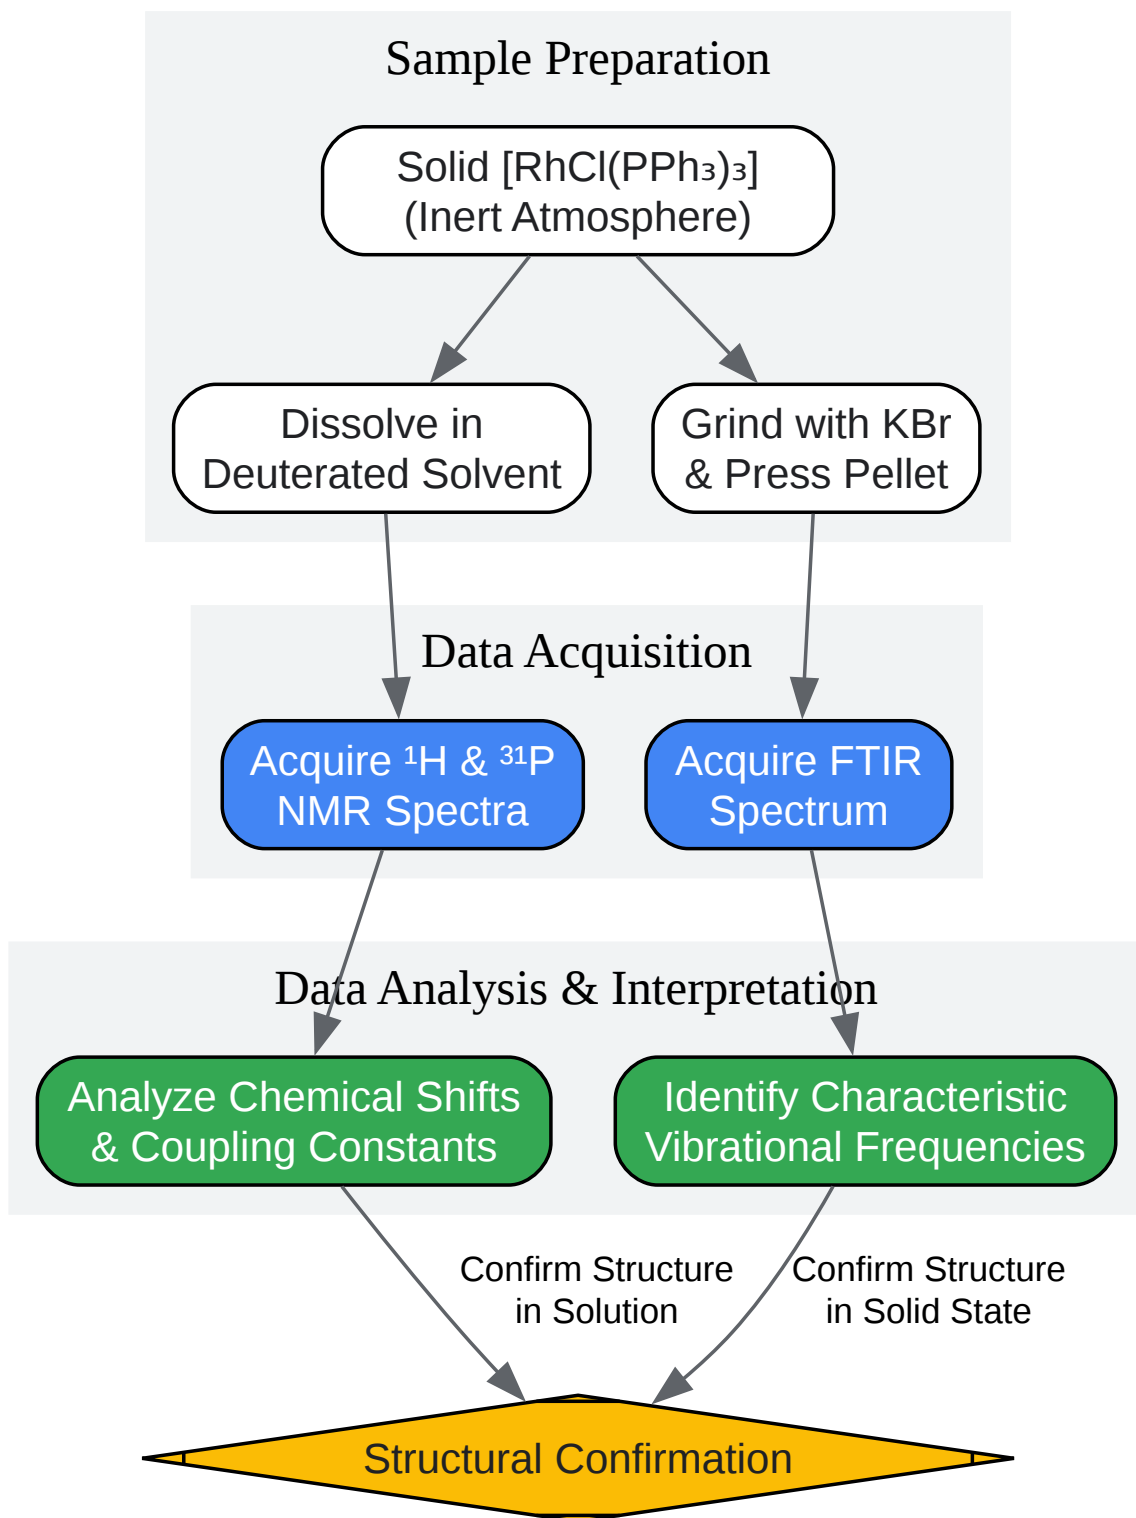 Sample Preparation
Solid [RhCl(PPh₃)₃]
(Inert Atmosphere)
Dissolve in
Deuterated Solvent
Grind with KBr
& Press Pellet
Data Acquisition
Acquire ¹H & ³¹P
NMR Spectra
Acquire FTIR
Spectrum
Data Analysis & Interpretation
Analyze Chemical Shifts
& Coupling Constants
Identify Characteristic
Vibrational Frequencies
Confirm Structure
in Solution
Confirm Structure
in Solid State
Structural Confirmation